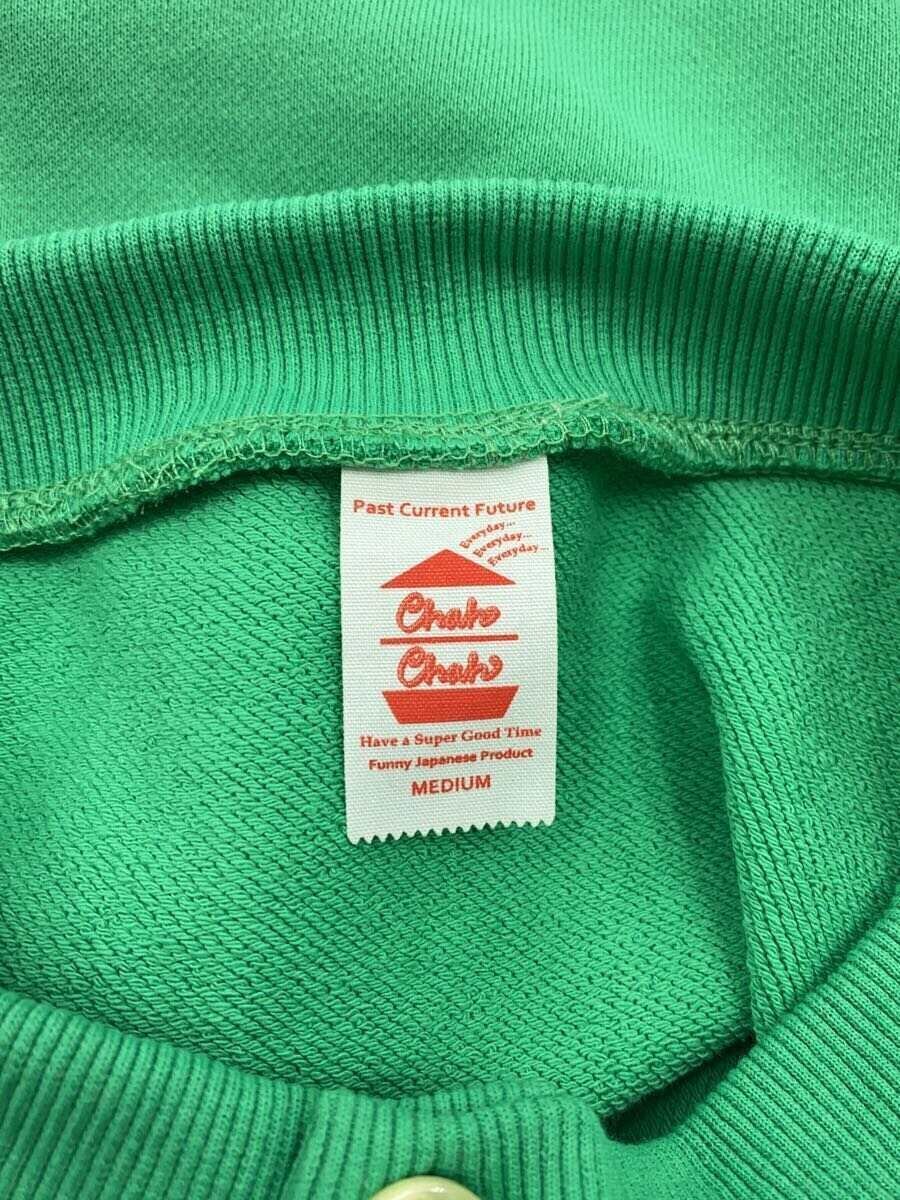 Past Current Future
Everyday...
Everyday...
Everyday...
Chah
Chah
Have a Super Good Time
Funny Japanese Product
MEDIUM